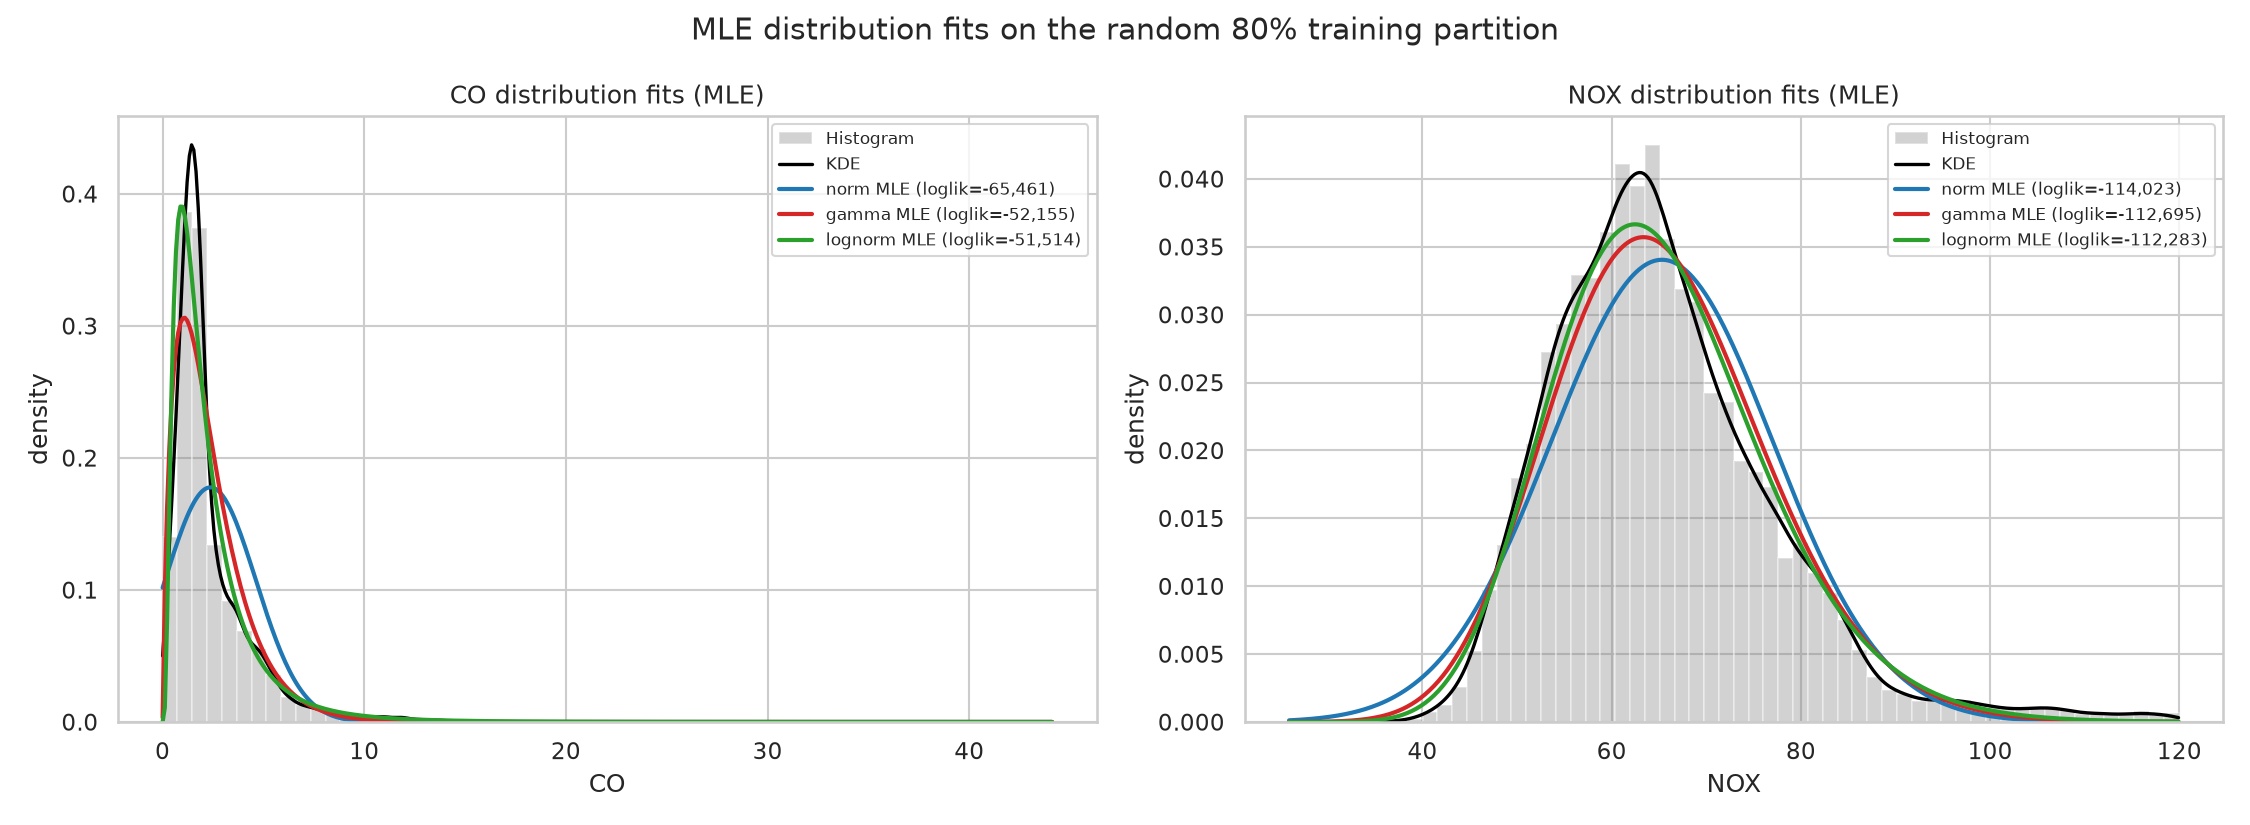 MLE distribution fits on the random 80% training partition
CO distribution fits (MLE)
Histogram
KDE
norm MLE (loglik=-65,461)
gamma MLE (loglik=-52,155)
lognorm MLE (loglik=-51,514)
density
0.4
0.3
0.2
0.1
0.0
0 10 20 30 40
CO
NOX distribution fits (MLE)
Histogram
KDE
norm MLE (loglik=-114,023)
gamma MLE (loglik=-112,695)
lognorm MLE (loglik=-112,283)
density
0.040
0.035
0.030
0.025
0.020
0.015
0.010
0.005
0.000
40 60 80 100 120
NOX